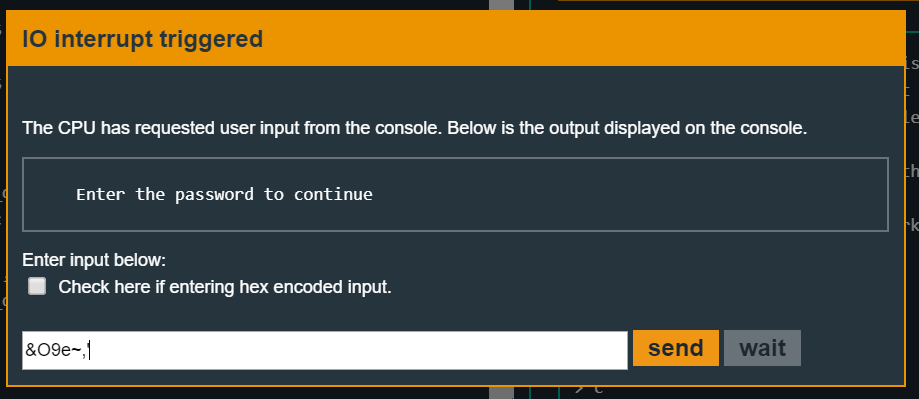 IO interrupt triggered
The CPU has requested user input from the console. Below is the output displayed on the console.
Enter the password to continue
Enter input below:
Check here if entering hex encoded input.
&O9e~,'
send
wait